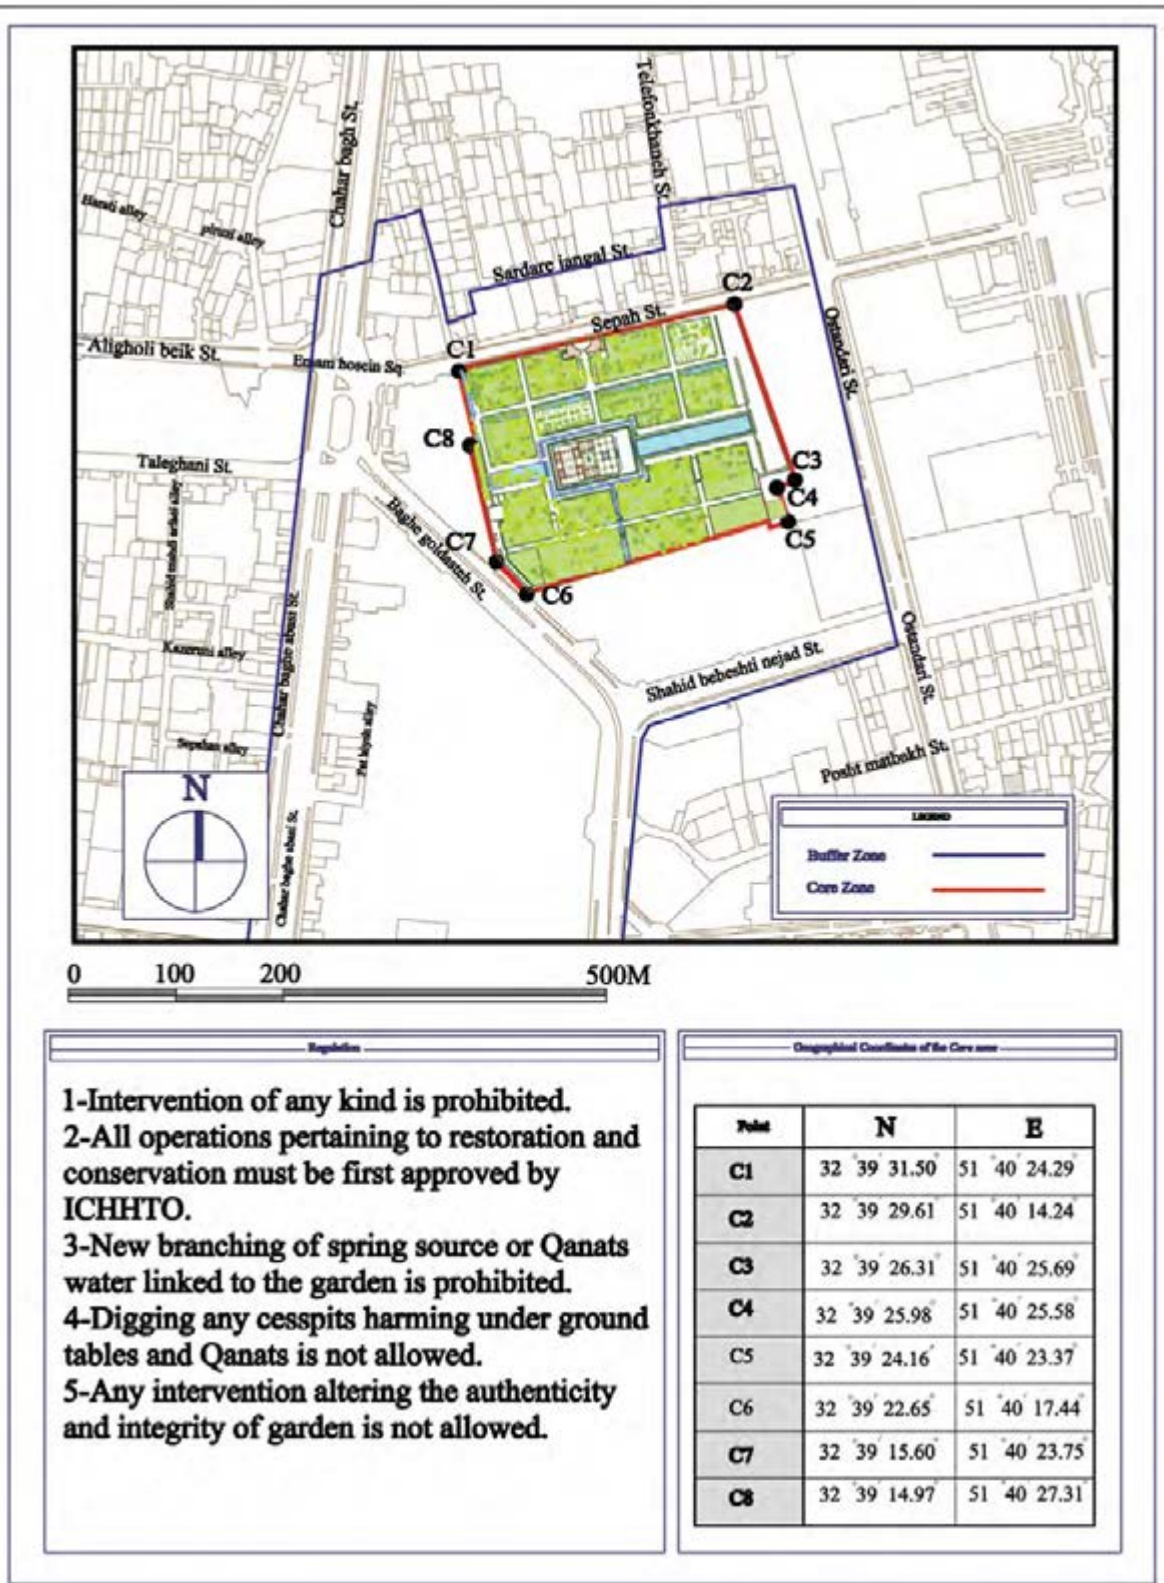 Telefonkhaneh St.
Chahar bagh St.
Harati alley
piruzi alley
Sardare jangal St.
C2
Sepah St.
Ostandari St.
Aligholi beik St.
Emam hosein Sq.
C1
C8
C3
C4
Taleghani St.
C5
C7
Baghe goldasteh St.
C6
Chahar baghe abasi St.
Kazeruni alley
Shahid beheshti nejad St.
Ostandari St.
Sepahan alley
Posht matbakh St.
N
LEGEND
Buffer Zone
Core Zone
Chahar baghe abasi St.
0 100 200 500M
Regulation
1-Intervention of any kind is prohibited.
2-All operations pertaining to restoration and
conservation must be first approved by
ICHHTO.
3-New branching of spring source or Qanats
water linked to the garden is prohibited.
4-Digging any cesspits harming under ground
tables and Qanats is not allowed.
5-Any intervention altering the authenticity
and integrity of garden is not allowed.
Geographical Coordinates of the Core area
Point N E
C1 32 °39 ′31.50″ 51 °40 ′24.29″
C2 32 °39 ′29.61″ 51 °40 ′14.24″
C3 32 °39 ′26.31″ 51 °40 ′25.69″
C4 32 °39 ′25.98″ 51 °40 ′25.58″
C5 32 °39 ′24.16″ 51 °40 ′23.37″
C6 32 °39 ′22.65″ 51 °40 ′17.44″
C7 32 °39 ′15.60″ 51 °40 ′23.75″
C8 32 °39 ′14.97″ 51 °40 ′27.31″